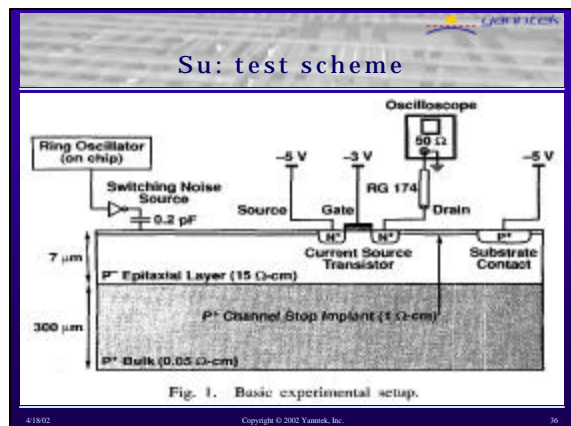 Yanntek
Su: test scheme
Oscilloscope
50 Ω
Ring Oscillator
(on chip)
–5 V
–3 V
–5 V
RG 174
Switching Noise
Source
0.2 pF
Source
Gate
Drain
N+
N+
P+
Current Source
Transistor
Substrate
Contact
7 μm
P⁻ Epitaxial Layer (15 Ω-cm)
P+ Channel Stop Implant (1 Ω-cm)
300 μm
P+ Bulk (0.05 Ω-cm)
Fig. 1. Basic experimental setup.
4/18/02
Copyright © 2002 Yanntek, Inc.
36